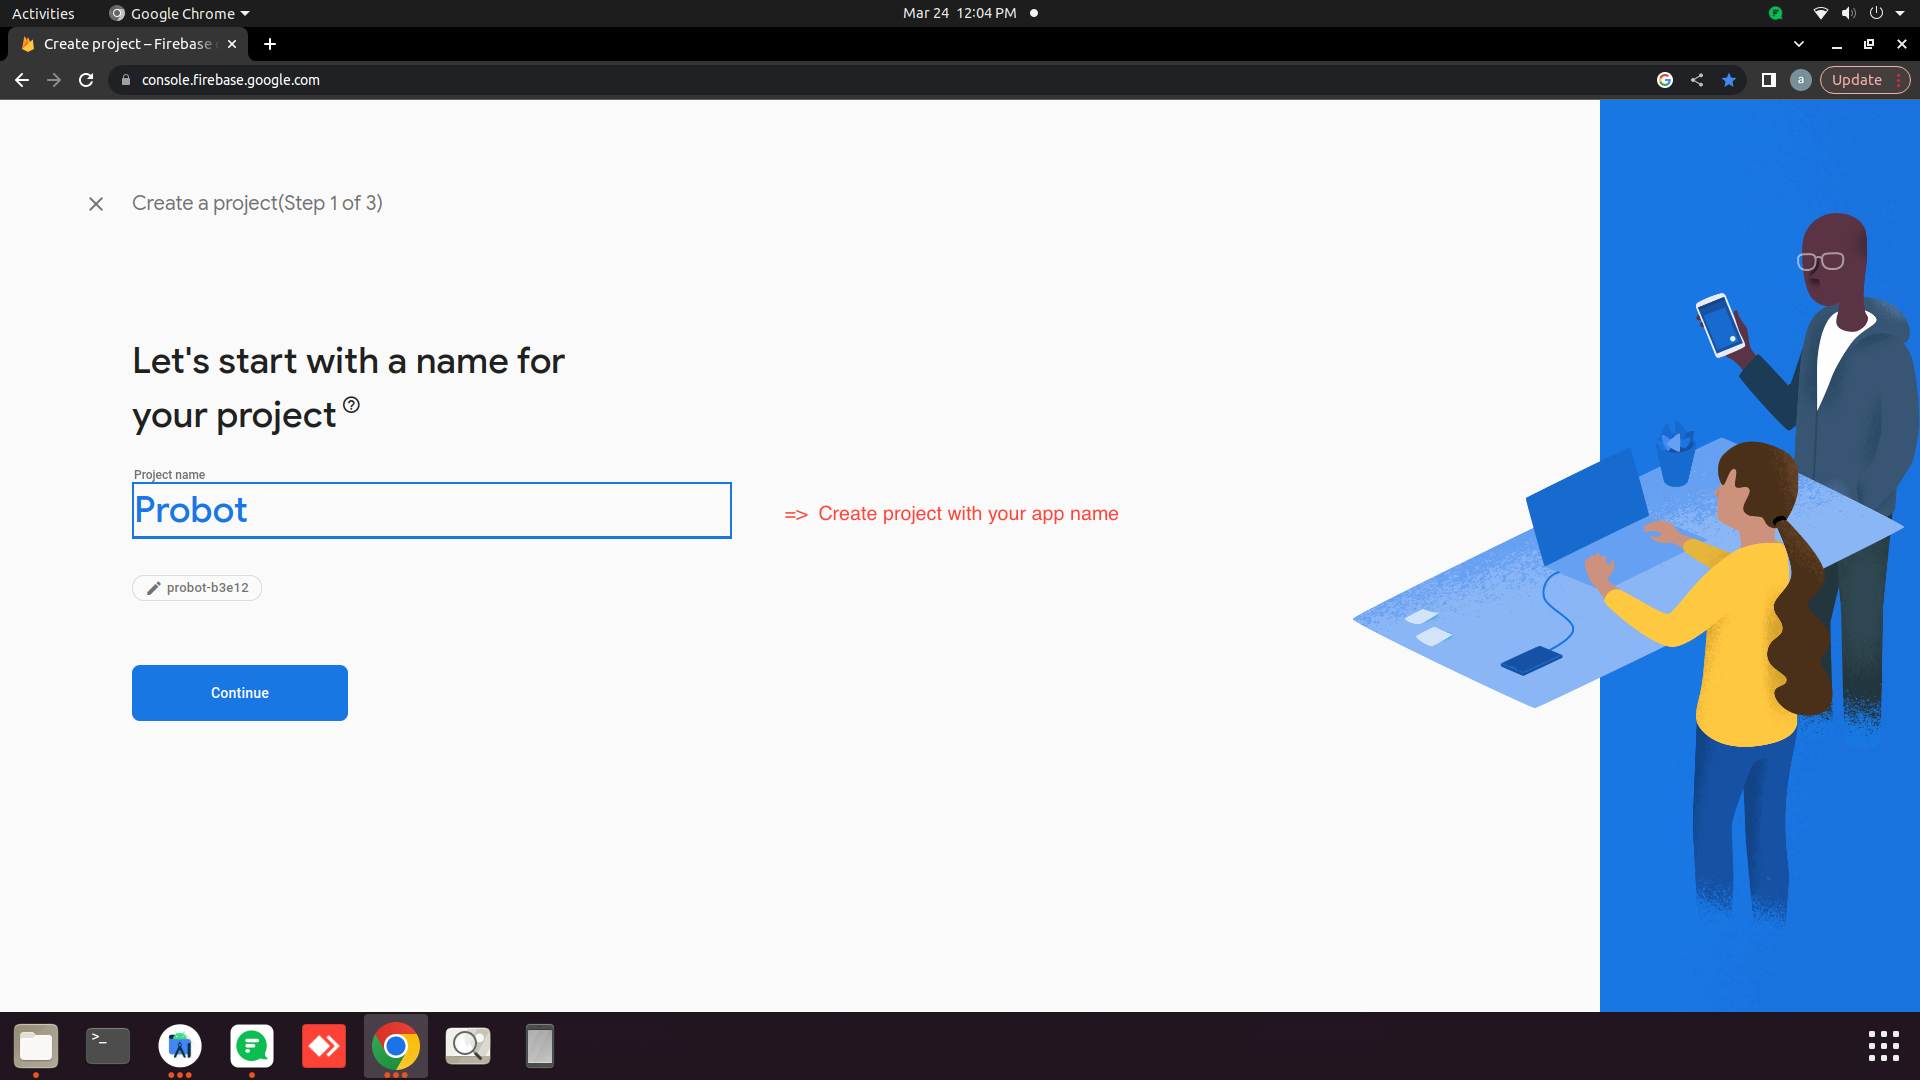 Activities
Google Chrome
Mar 24 12:04 PM
Create project – Firebase
console.firebase.google.com
a
Update
Create a project(Step 1 of 3)
Let's start with a name for
your project
Project name
Probot
=> Create project with your app name
probot-b3e12
Continue
>_